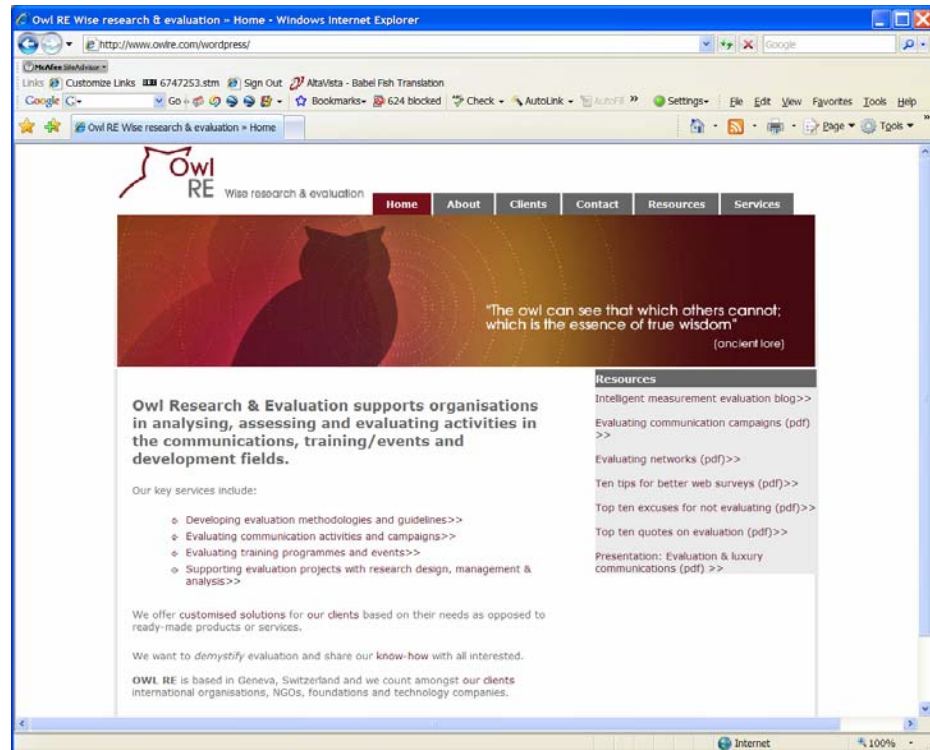 Owl RE Wise research & evaluation » Home - Windows Internet Explorer
http://www.owlre.com/wordpress/
Google
McAfee SiteAdvisor
Links Customize Links 6747253.stm Sign Out AltaVista - Babel Fish Translation
Google G Go Bookmarks 624 blocked Check AutoLink AutoFill » Settings File Edit View Favorites Tools Help
Owl RE Wise research & evaluation » Home Page Tools »
Owl
RE Wise research & evaluation
Home About Clients Contact Resources Services
"The owl can see that which others cannot;
which is the essence of true wisdom"
(ancient lore)
Owl Research & Evaluation supports organisations
in analysing, assessing and evaluating activities in
the communications, training/events and
development fields.
Our key services include:
Developing evaluation methodologies and guidelines>>
Evaluating communication activities and campaigns>>
Evaluating training programmes and events>>
Supporting evaluation projects with research design, management &
analysis>>
We offer customised solutions for our clients based on their needs as opposed to
ready-made products or services.
We want to demystify evaluation and share our know-how with all interested.
OWL RE is based in Geneva, Switzerland and we count amongst our clients
international organisations, NGOs, foundations and technology companies.
Resources
Intelligent measurement evaluation blog>>
Evaluating communication campaigns (pdf)
>>
Evaluating networks (pdf)>>
Ten tips for better web surveys (pdf)>>
Top ten excuses for not evaluating (pdf)>>
Top ten quotes on evaluation (pdf)>>
Presentation: Evaluation & luxury
communications (pdf) >>
Internet 100%